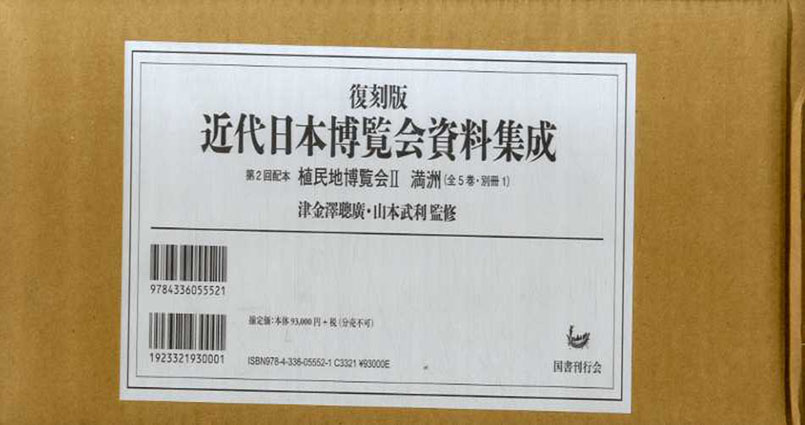 復刻版
近代日本博覧会資料集成
第2回配本 植民地博覧会II 満洲(全5巻・別冊1)
津金澤聰廣・山本武利 監修
9784336055521
揃定価:本体93,000円+税(分売不可)
1923321930001
ISBN978-4-336-05552-1 C3321 ¥93000E
国書刊行会